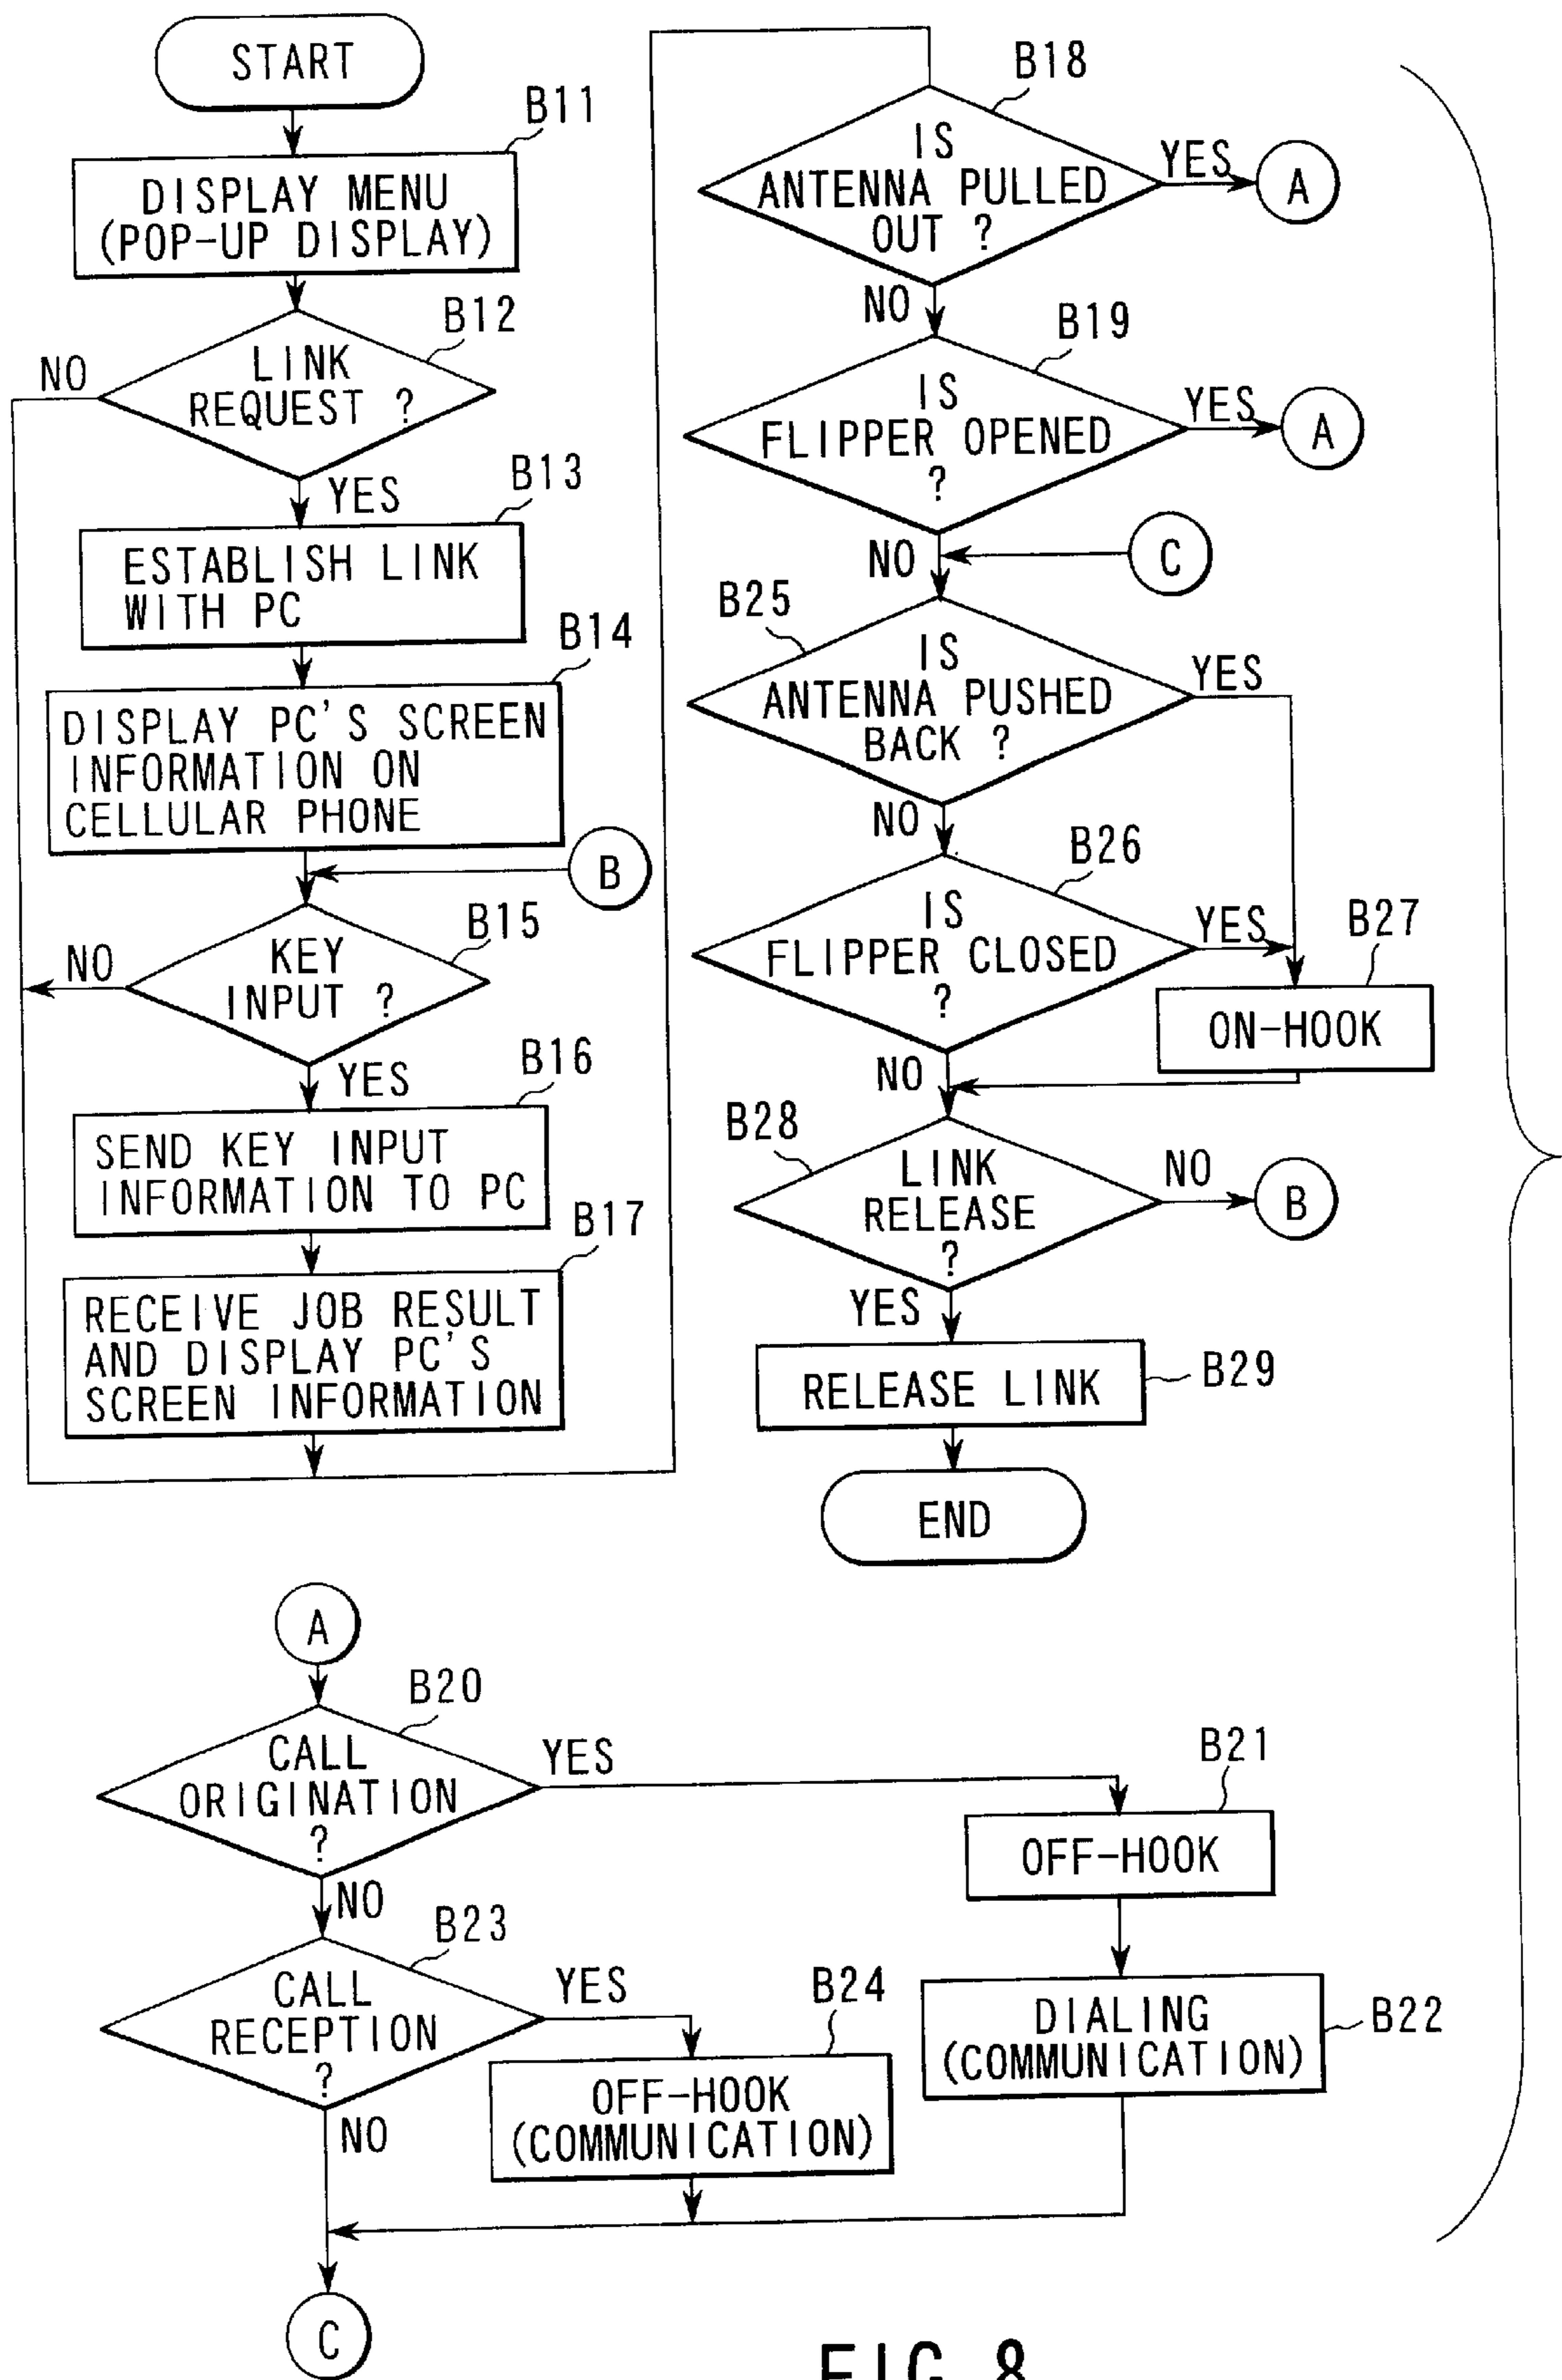 START
B11
DISPLAY MENU
(POP-UP DISPLAY)
B12
LINK
REQUEST ?
NO
YES
B13
ESTABLISH LINK
WITH PC
B14
DISPLAY PC'S SCREEN
INFORMATION ON
CELLULAR PHONE
B
B15
KEY
INPUT ?
NO
YES
B16
SEND KEY INPUT
INFORMATION TO PC
B17
RECEIVE JOB RESULT
AND DISPLAY PC'S
SCREEN INFORMATION
B18
IS
ANTENNA PULLED
OUT ?
YES
A
NO
B19
IS
FLIPPER OPENED
?
YES
A
NO
C
B25
IS
ANTENNA PUSHED
BACK ?
YES
NO
B26
IS
FLIPPER CLOSED
?
YES
B27
ON-HOOK
NO
B28
LINK
RELEASE
?
NO
B
YES
RELEASE LINK
B29
END
A
B20
CALL
ORIGINATION
?
YES
B21
OFF-HOOK
NO
B23
CALL
RECEPTION
?
YES
B24
OFF-HOOK
(COMMUNICATION)
DIALING
(COMMUNICATION)
B22
NO
C
FIG. 8